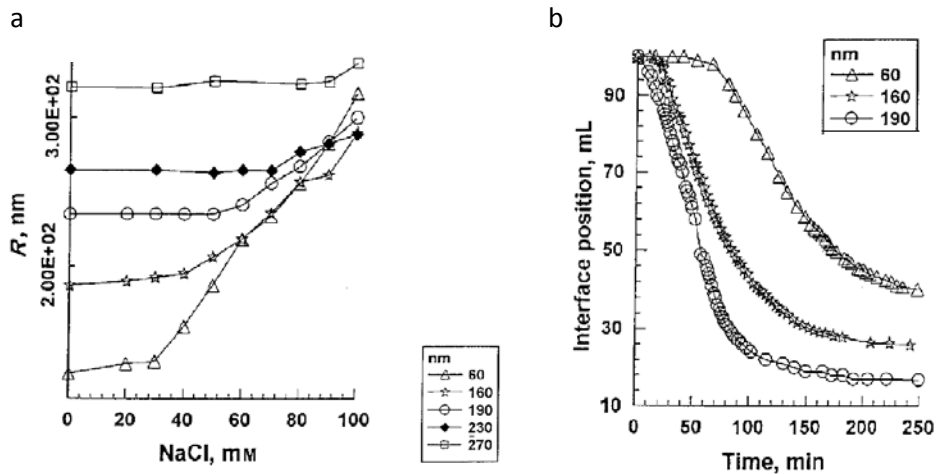 a
R, nm
3.00E+02
2.00E+02
0 20 40 60 80 100
NaCl, mM
nm
60
160
190
230
270
b
Interface position, mL
90
70
50
30
10
0 50 100 150 200 250
Time, min
nm
60
160
190